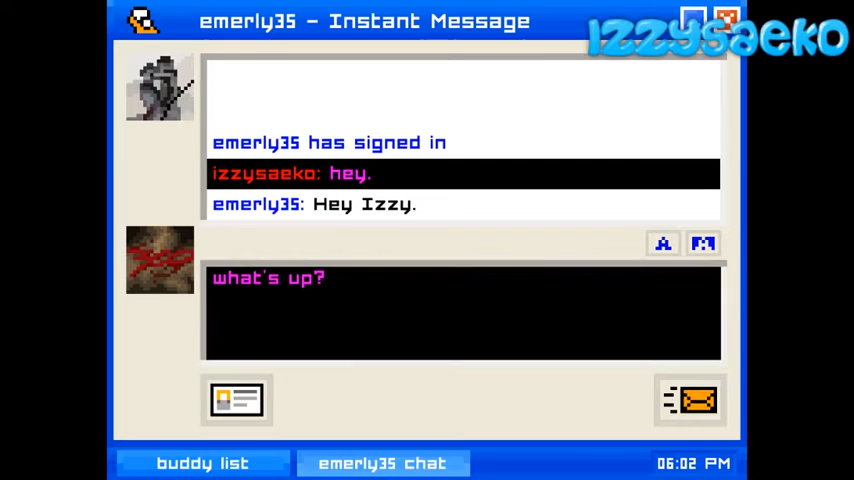 emerly35 - Instant Message
izzysaeko
emerly35 has signed in
izzysaeko: hey.
emerly35: Hey Izzy.
A M
what's up?
buddy list
emerly35 chat
06:02 PM